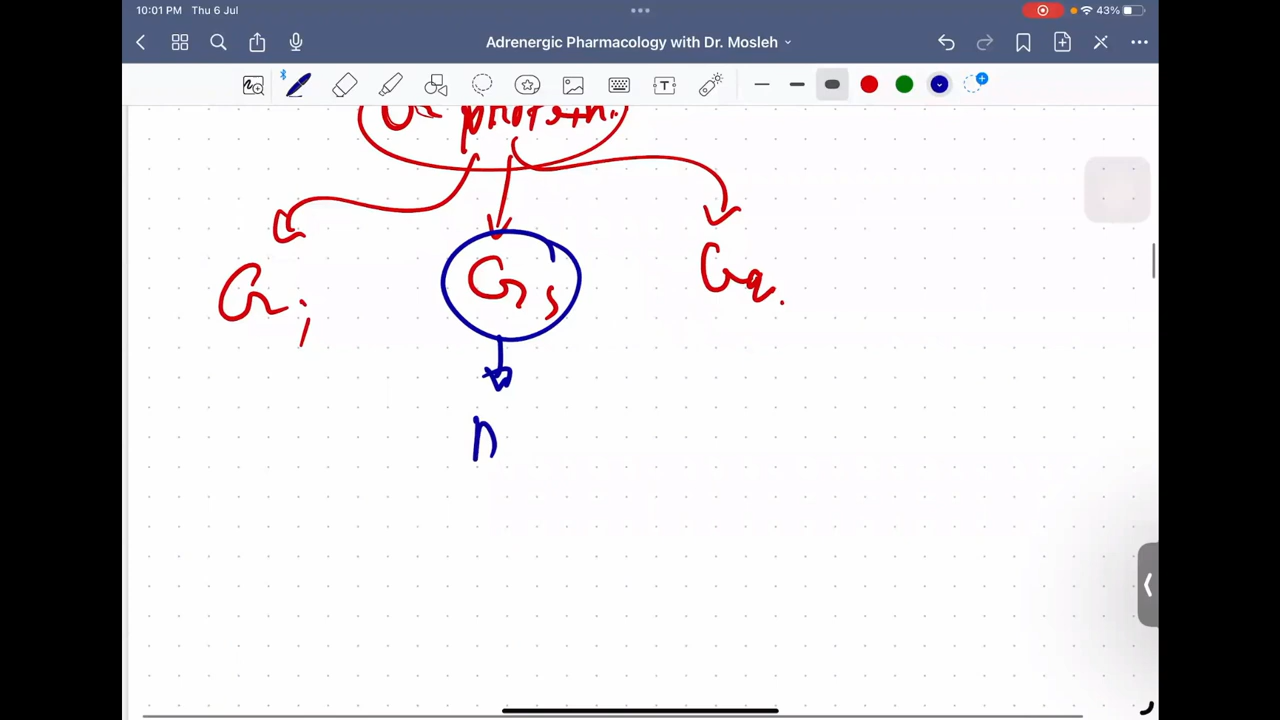 10:01 PM Thu 6 Jul 43%
Adrenergic Pharmacology with Dr. Mosleh
G protein.
Gi Gs Gq.